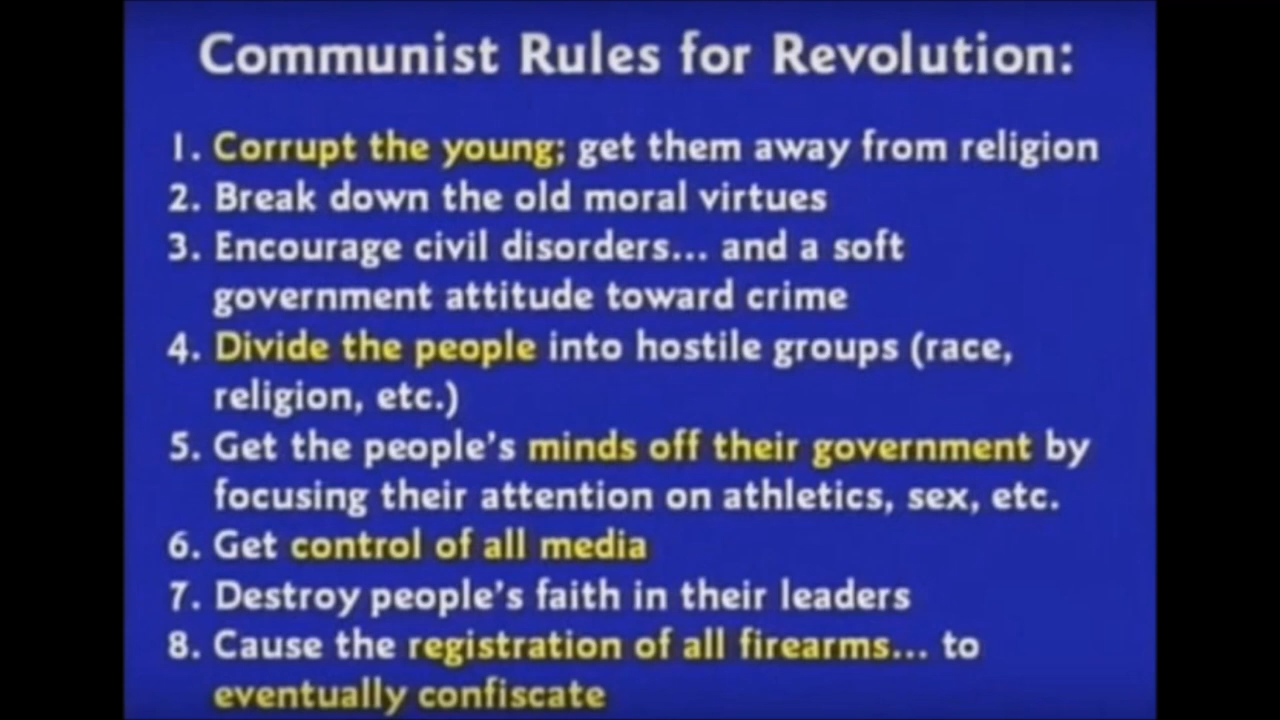 Communist Rules for Revolution:
1. Corrupt the young; get them away from religion
2. Break down the old moral virtues
3. Encourage civil disorders... and a soft
government attitude toward crime
4. Divide the people into hostile groups (race,
religion, etc.)
5. Get the people's minds off their government by
focusing their attention on athletics, sex, etc.
6. Get control of all media
7. Destroy people's faith in their leaders
8. Cause the registration of all firearms... to
eventually confiscate